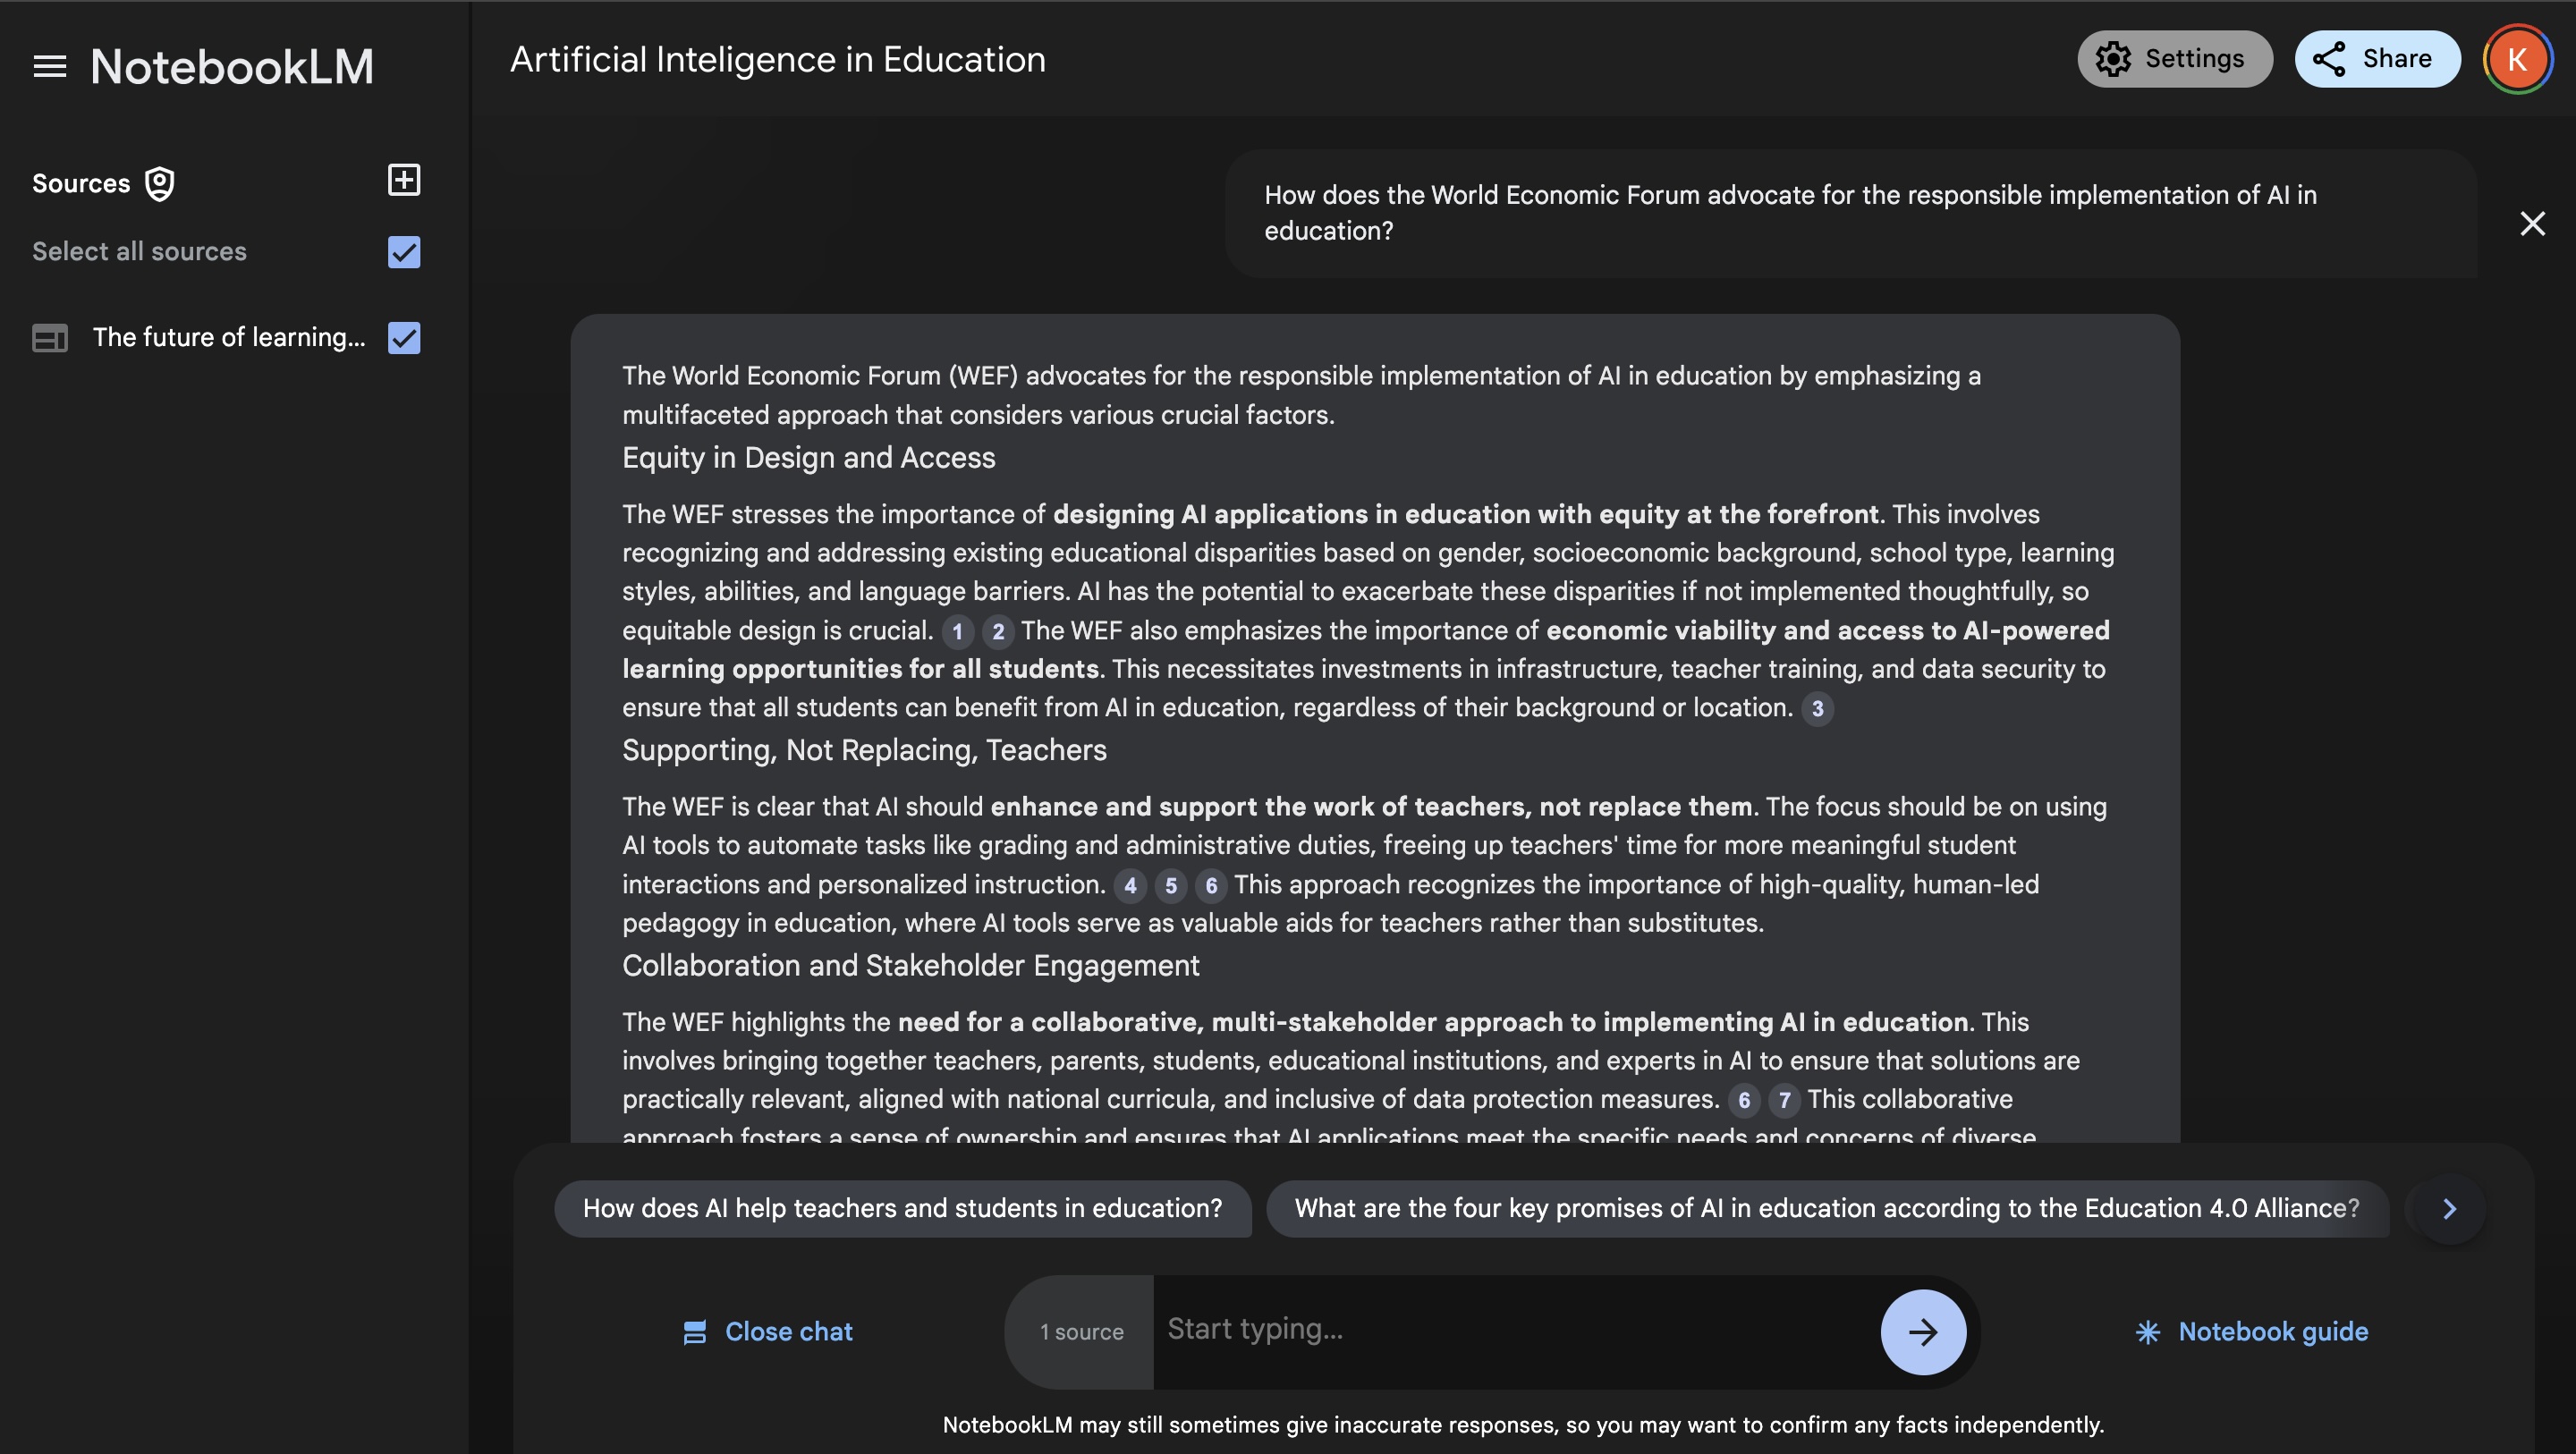 NotebookLM
Artificial Inteligence in Education
Settings
Share
K
Sources
Select all sources
The future of learning...
How does the World Economic Forum advocate for the responsible implementation of AI in
education?
The World Economic Forum (WEF) advocates for the responsible implementation of AI in education by emphasizing a
multifaceted approach that considers various crucial factors.
Equity in Design and Access
The WEF stresses the importance of designing AI applications in education with equity at the forefront. This involves
recognizing and addressing existing educational disparities based on gender, socioeconomic background, school type, learning
styles, abilities, and language barriers. AI has the potential to exacerbate these disparities if not implemented thoughtfully, so
equitable design is crucial. 1 2 The WEF also emphasizes the importance of economic viability and access to AI-powered
learning opportunities for all students. This necessitates investments in infrastructure, teacher training, and data security to
ensure that all students can benefit from AI in education, regardless of their background or location. 3
Supporting, Not Replacing, Teachers
The WEF is clear that AI should enhance and support the work of teachers, not replace them. The focus should be on using
AI tools to automate tasks like grading and administrative duties, freeing up teachers' time for more meaningful student
interactions and personalized instruction. 4 5 6 This approach recognizes the importance of high-quality, human-led
pedagogy in education, where AI tools serve as valuable aids for teachers rather than substitutes.
Collaboration and Stakeholder Engagement
The WEF highlights the need for a collaborative, multi-stakeholder approach to implementing AI in education. This
involves bringing together teachers, parents, students, educational institutions, and experts in AI to ensure that solutions are
practically relevant, aligned with national curricula, and inclusive of data protection measures. 6 7 This collaborative
approach fosters a sense of ownership and ensures that AI applications meet the specific needs and concerns of diverse
How does AI help teachers and students in education?
What are the four key promises of AI in education according to the Education 4.0 Alliance?
Close chat
1 source
Start typing...
Notebook guide
NotebookLM may still sometimes give inaccurate responses, so you may want to confirm any facts independently.